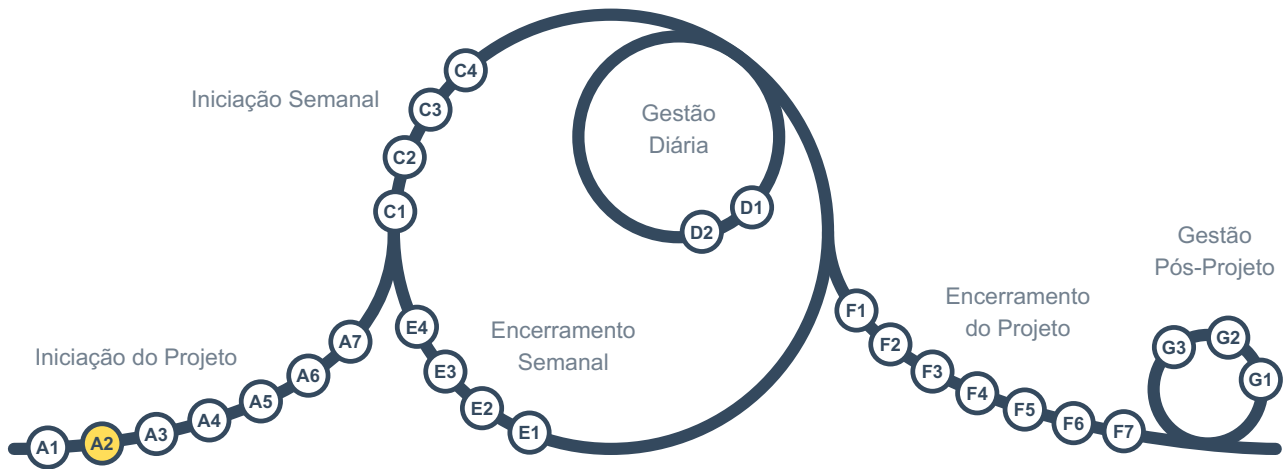 Iniciação do Projeto
A1
A2
A3
A4
A5
A6
A7
Iniciação Semanal
C1
C2
C3
C4
Gestão
Diária
D1
D2
Encerramento
Semanal
E1
E2
E3
E4
Encerramento
do Projeto
F1
F2
F3
F4
F5
F6
F7
Gestão
Pós-Projeto
G1
G2
G3